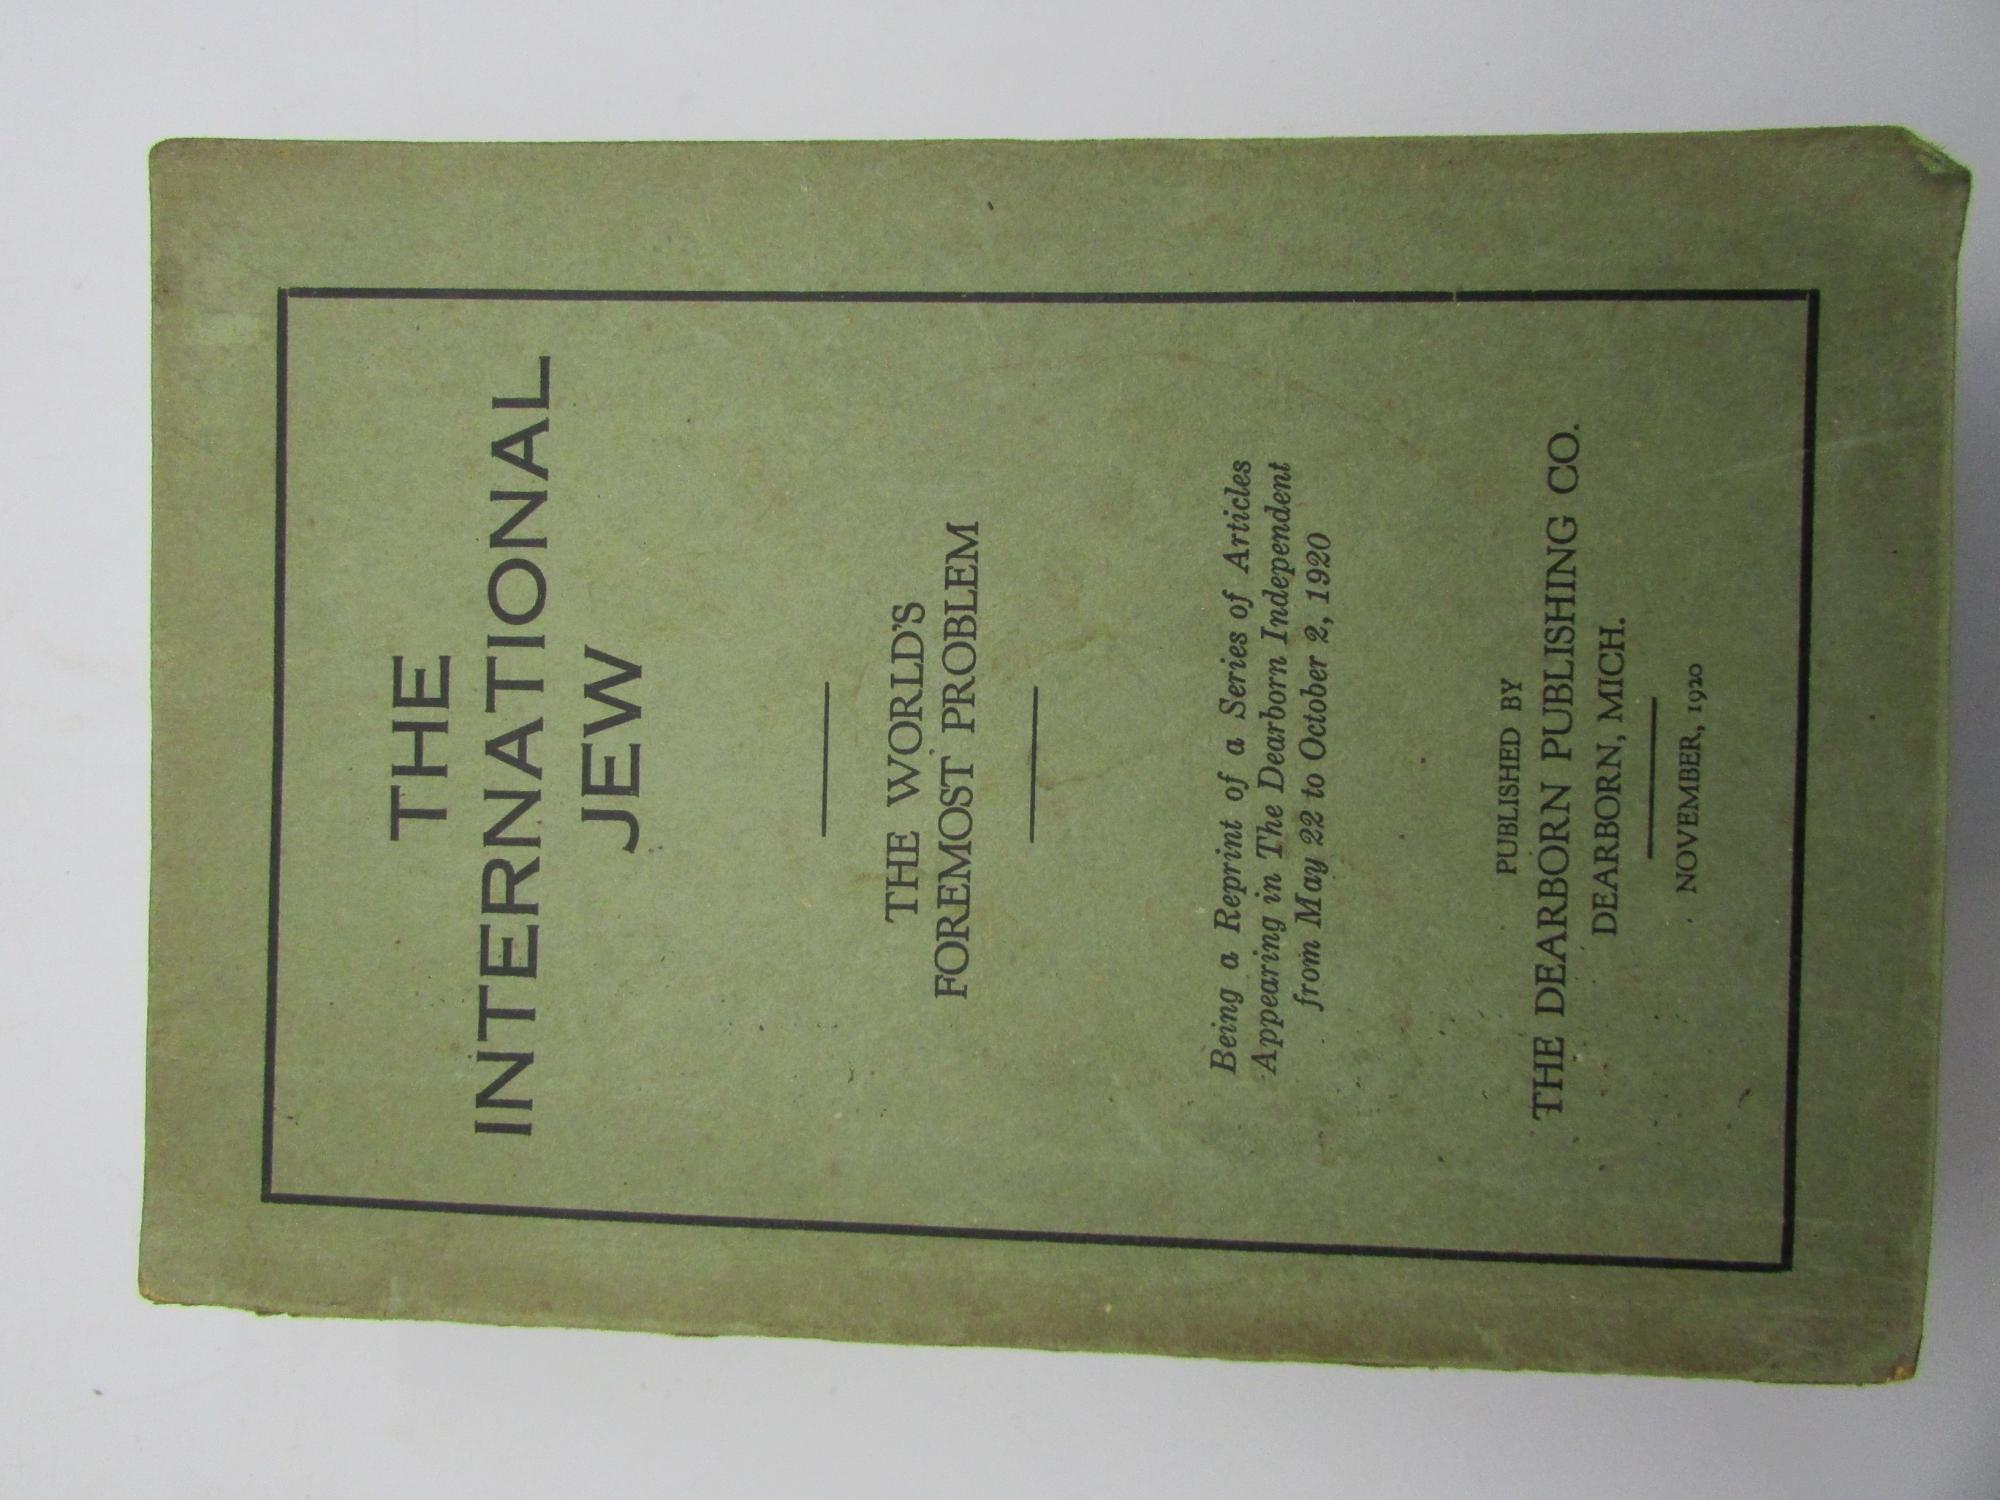 THE
INTERNATIONAL
JEW
THE WORLD'S
FOREMOST PROBLEM
Being a Reprint of a Series of Articles
Appearing in The Dearborn Independent
from May 22 to October 2, 1920
PUBLISHED BY
THE DEARBORN PUBLISHING CO.
DEARBORN, MICH.
NOVEMBER, 1920